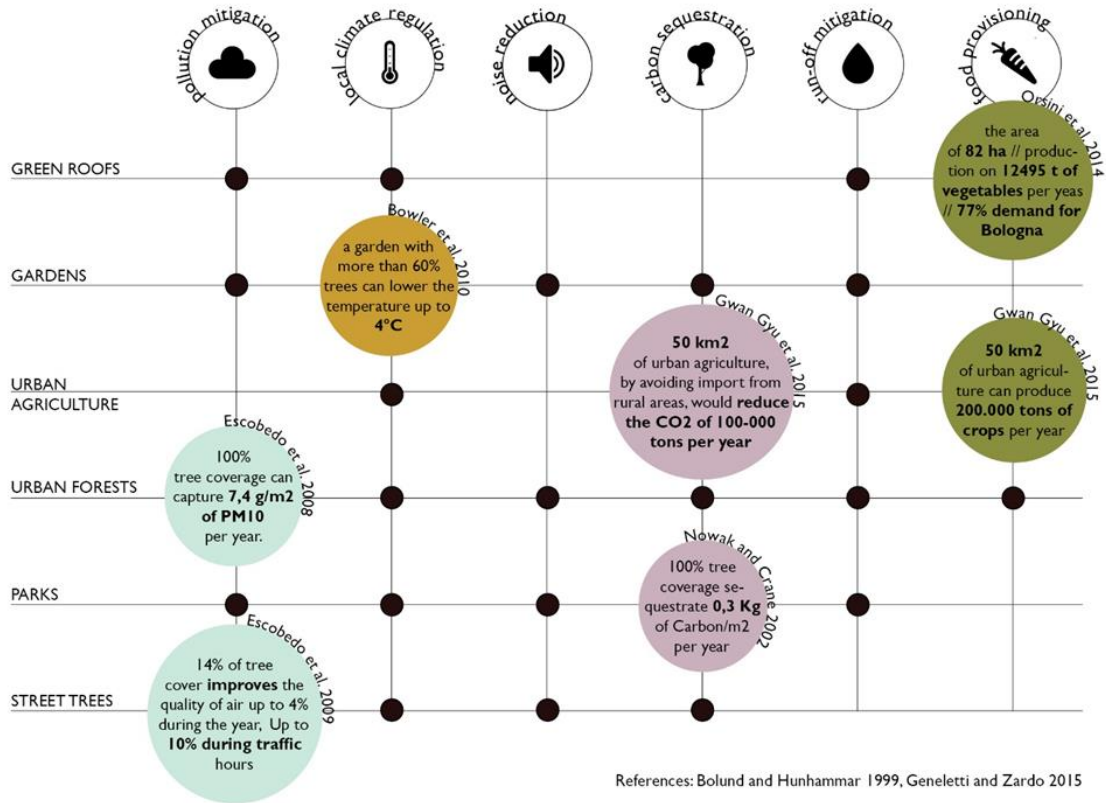 pollution mitigation
local climate regulation
noise reduction
carbon sequestration
run-off mitigation
food provisioning
GREEN ROOFS
Orsini et al. 2014
the area
of 82 ha // produc-
tion on 12495 t of
vegetables per yeas
// 77% demand for
Bologna
GARDENS
Bowler et al. 2010
a garden with
more than 60%
trees can lower the
temperature up to
4°C
URBAN
AGRICULTURE
Gwan Gyu et al. 2015
50 km2
of urban agriculture,
by avoiding import from
rural areas, would reduce
the CO2 of 100-000
tons per year
Gwan Gyu et al. 2015
50 km2
of urban agricul-
ture can produce
200.000 tons of
crops per year
URBAN FORESTS
Escobedo et al. 2008
100%
tree coverage can
capture 7,4 g/m2
of PM10
per year.
PARKS
Nowak and Crane 2002
100% tree
coverage se-
questrate 0,3 Kg
of Carbon/m2
per year
STREET TREES
Escobedo et al. 2009
14% of tree
cover improves the
quality of air up to 4%
during the year, Up to
10% during traffic
hours
References: Bolund and Hunhammar 1999, Geneletti and Zardo 2015